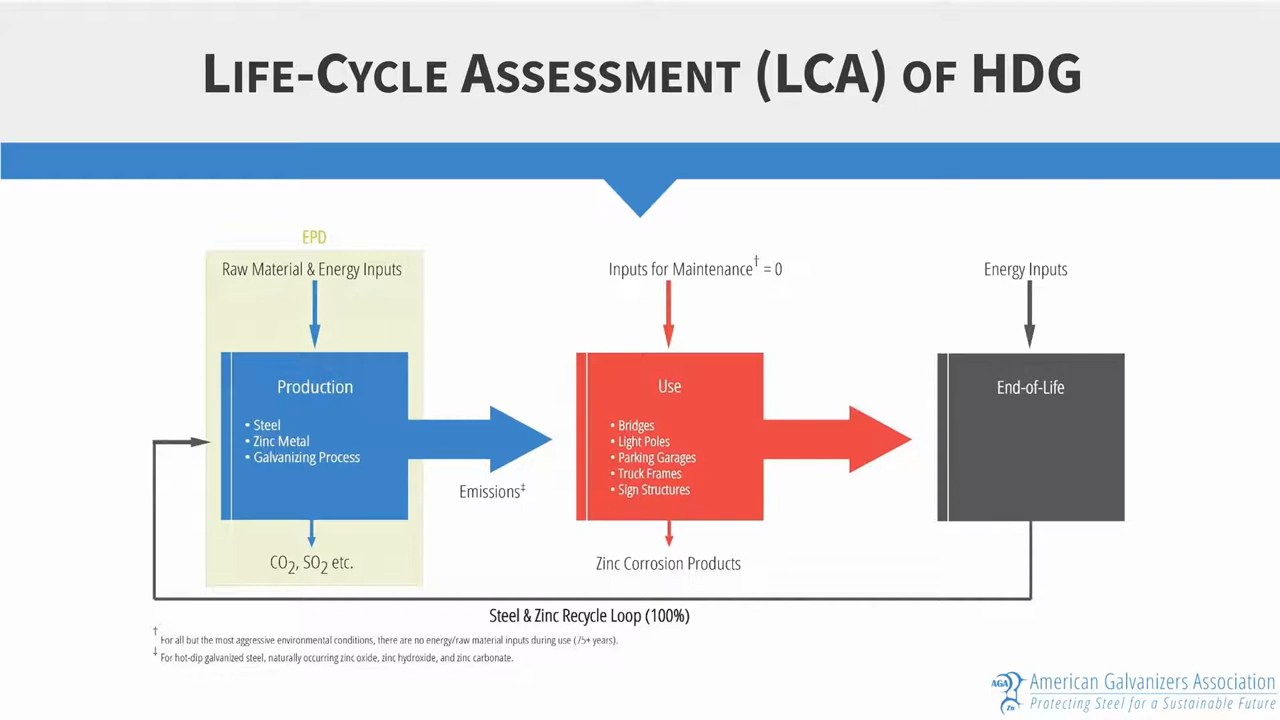 LIFE-CYCLE ASSESSMENT (LCA) OF HDG
EPD
Raw Material & Energy Inputs
Inputs for Maintenance† = 0
Energy Inputs
Production
• Steel
• Zinc Metal
• Galvanizing Process
Use
• Bridges
• Light Poles
• Parking Garages
• Truck Frames
• Sign Structures
End-of-Life
Emissions‡
CO₂, SO₂ etc.
Zinc Corrosion Products
Steel & Zinc Recycle Loop (100%)
† For all but the most aggressive environmental conditions, there are no energy/raw material inputs during use (75+ years).
‡ For hot-dip galvanized steel, naturally occurring zinc oxide, zinc hydroxide, and zinc carbonate.
AGA
Zn
American Galvanizers Association
Protecting Steel for a Sustainable Future